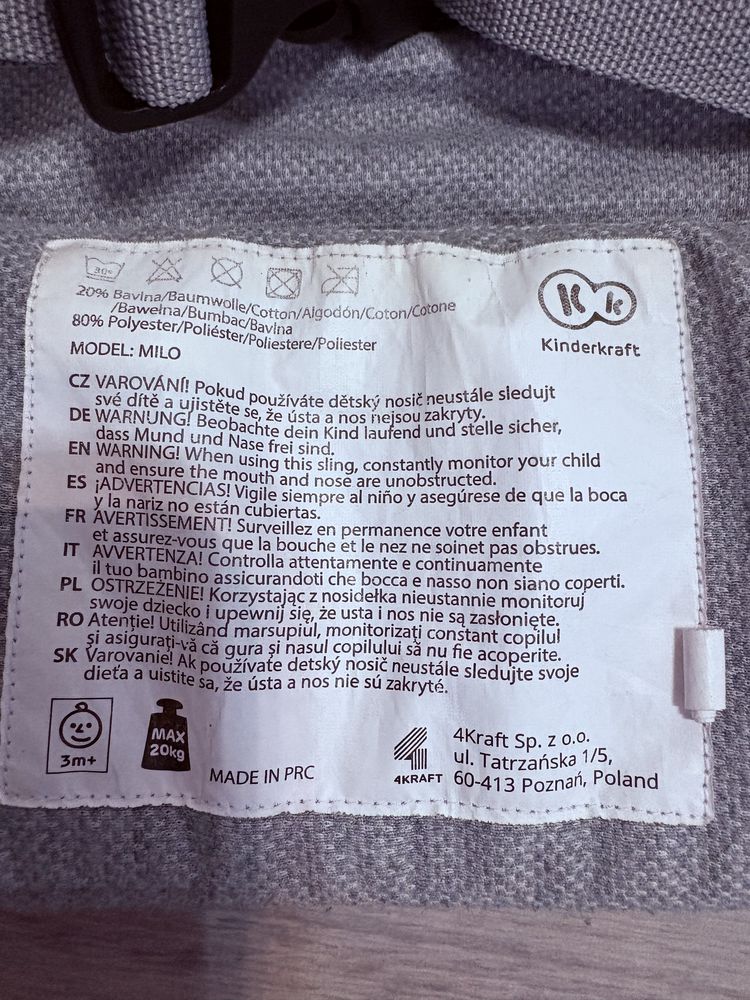 30°
20% Bavlna/Baumwolle/Cotton/Algodón/Coton/Cotone
/Bawełna/Bumbac/Bavlna
80% Polyester/Poliéster/Poliestere/Poliester
MODEL: MILO
K k
Kinderkraft
CZ VAROVÁNÍ! Pokud používáte dětský nosič neustále sledujt
své dítě a ujistěte se, že ústa a nos nejsou zakryty.
DE WARNUNG! Beobachte dein Kind laufend und stelle sicher,
dass Mund und Nase frei sind.
EN WARNING! When using this sling, constantly monitor your child
and ensure the mouth and nose are unobstructed.
ES ¡ADVERTENCIAS! Vigile siempre al niño y asegúrese de que la boca
y la nariz no están cubiertas.
FR AVERTISSEMENT! Surveillez en permanence votre enfant
et assurez-vous que la bouche et le nez ne soinet pas obstrues.
IT AVVERTENZA! Controlla attentamente e continuamente
il tuo bambino assicurandoti che bocca e nasso non siano coperti.
PL OSTRZEŻENIE! Korzystając z nosidełka nieustannie monitoruj
swoje dziecko i upewnij się, że usta i nos nie są zasłonięte.
RO Atenție! Utilizând marsupiul, monitorizați constant copilul
și asigurați-vă că gura și nasul copilului să nu fie acoperite.
SK Varovanie! Ak používate detský nosič neustále sledujte svoje
dieťa a uistite sa, že ústa a nos nie sú zakryté.
3m+
MAX
20kg
MADE IN PRC
4KRAFT
4Kraft Sp. z o.o.
ul. Tatrzańska 1/5,
60-413 Poznań, Poland